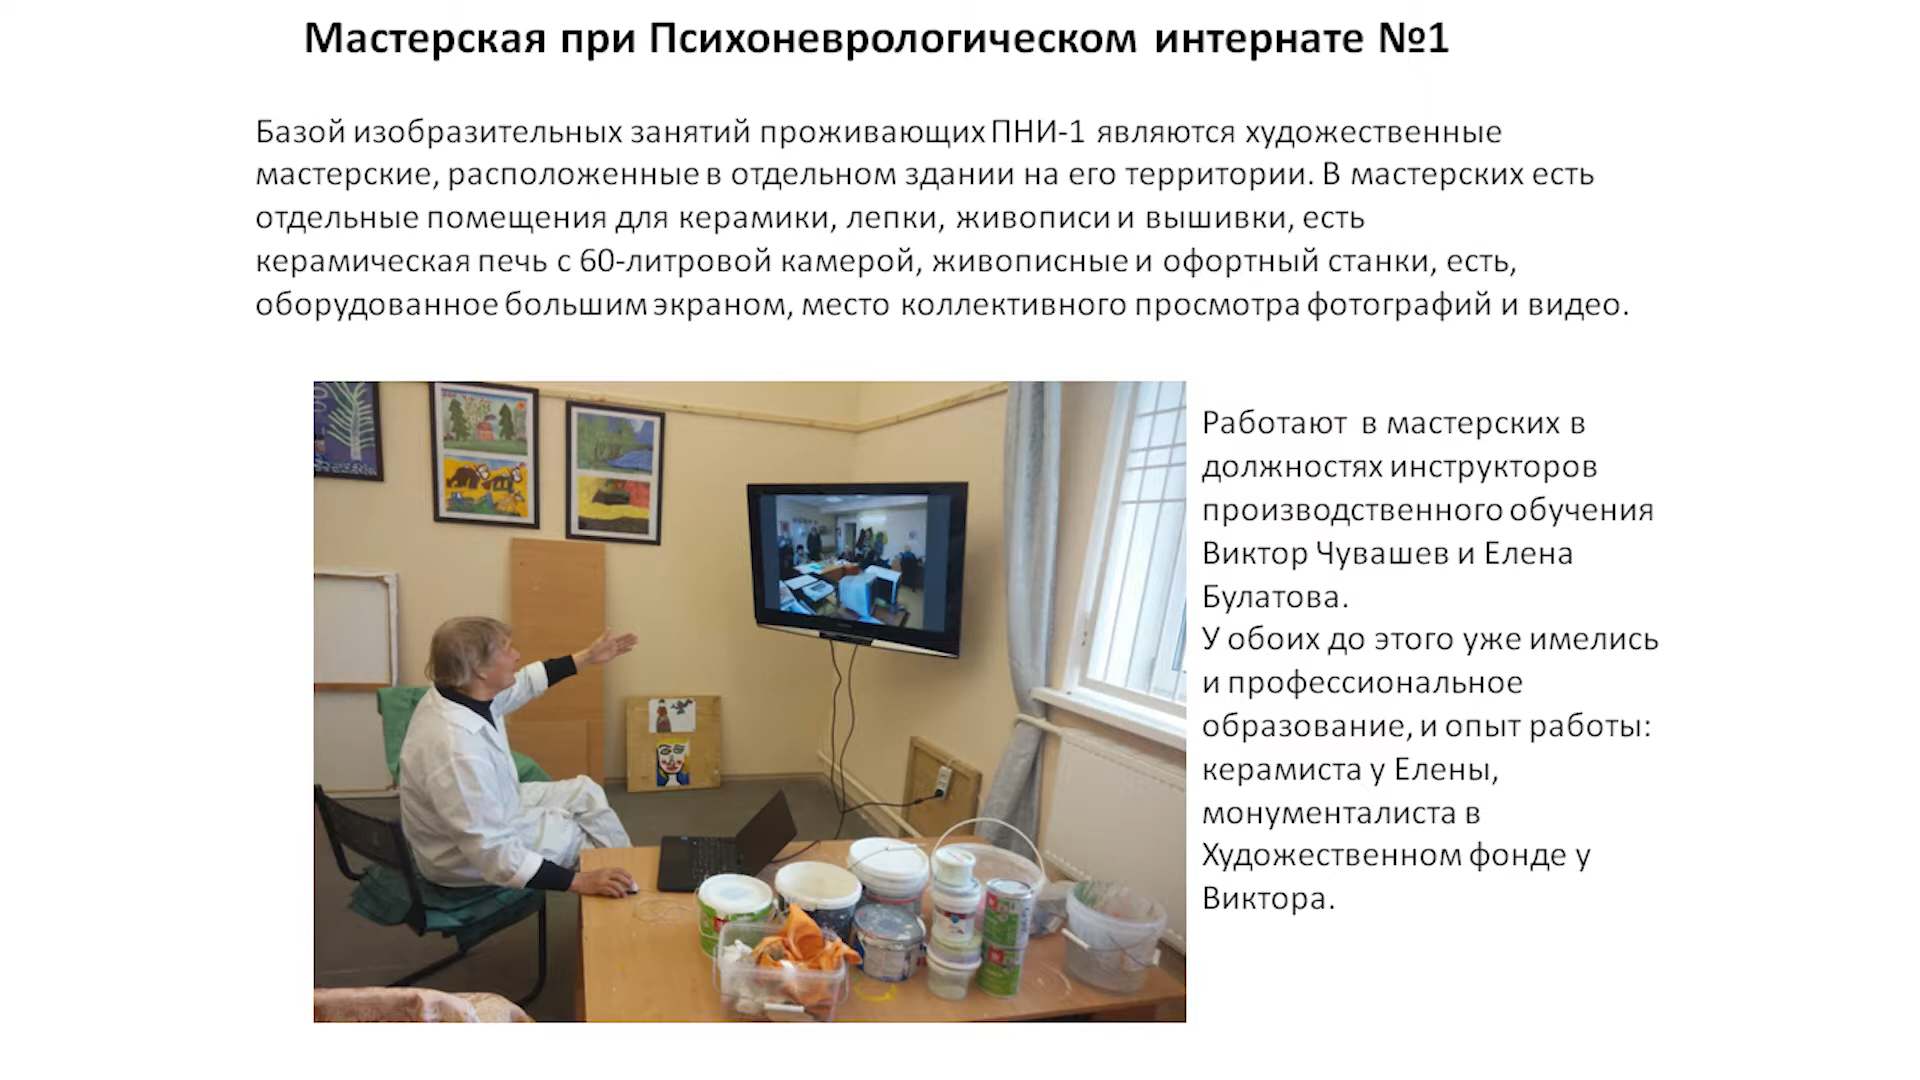 Мастерская при Психоневрологическом интернате №1
Базой изобразительных занятий проживающих ПНИ-1 являются художественные
мастерские, расположенные в отдельном здании на его территории. В мастерских есть
отдельные помещения для керамики, лепки, живописи и вышивки, есть
керамическая печь с 60-литровой камерой, живописные и офортный станки, есть,
оборудованное большим экраном, место коллективного просмотра фотографий и видео.
Работают в мастерских в
должностях инструкторов
производственного обучения
Виктор Чувашев и Елена
Булатова.
У обоих до этого уже имелись
и профессиональное
образование, и опыт работы:
керамиста у Елены,
монументалиста в
Художественном фонде у
Виктора.